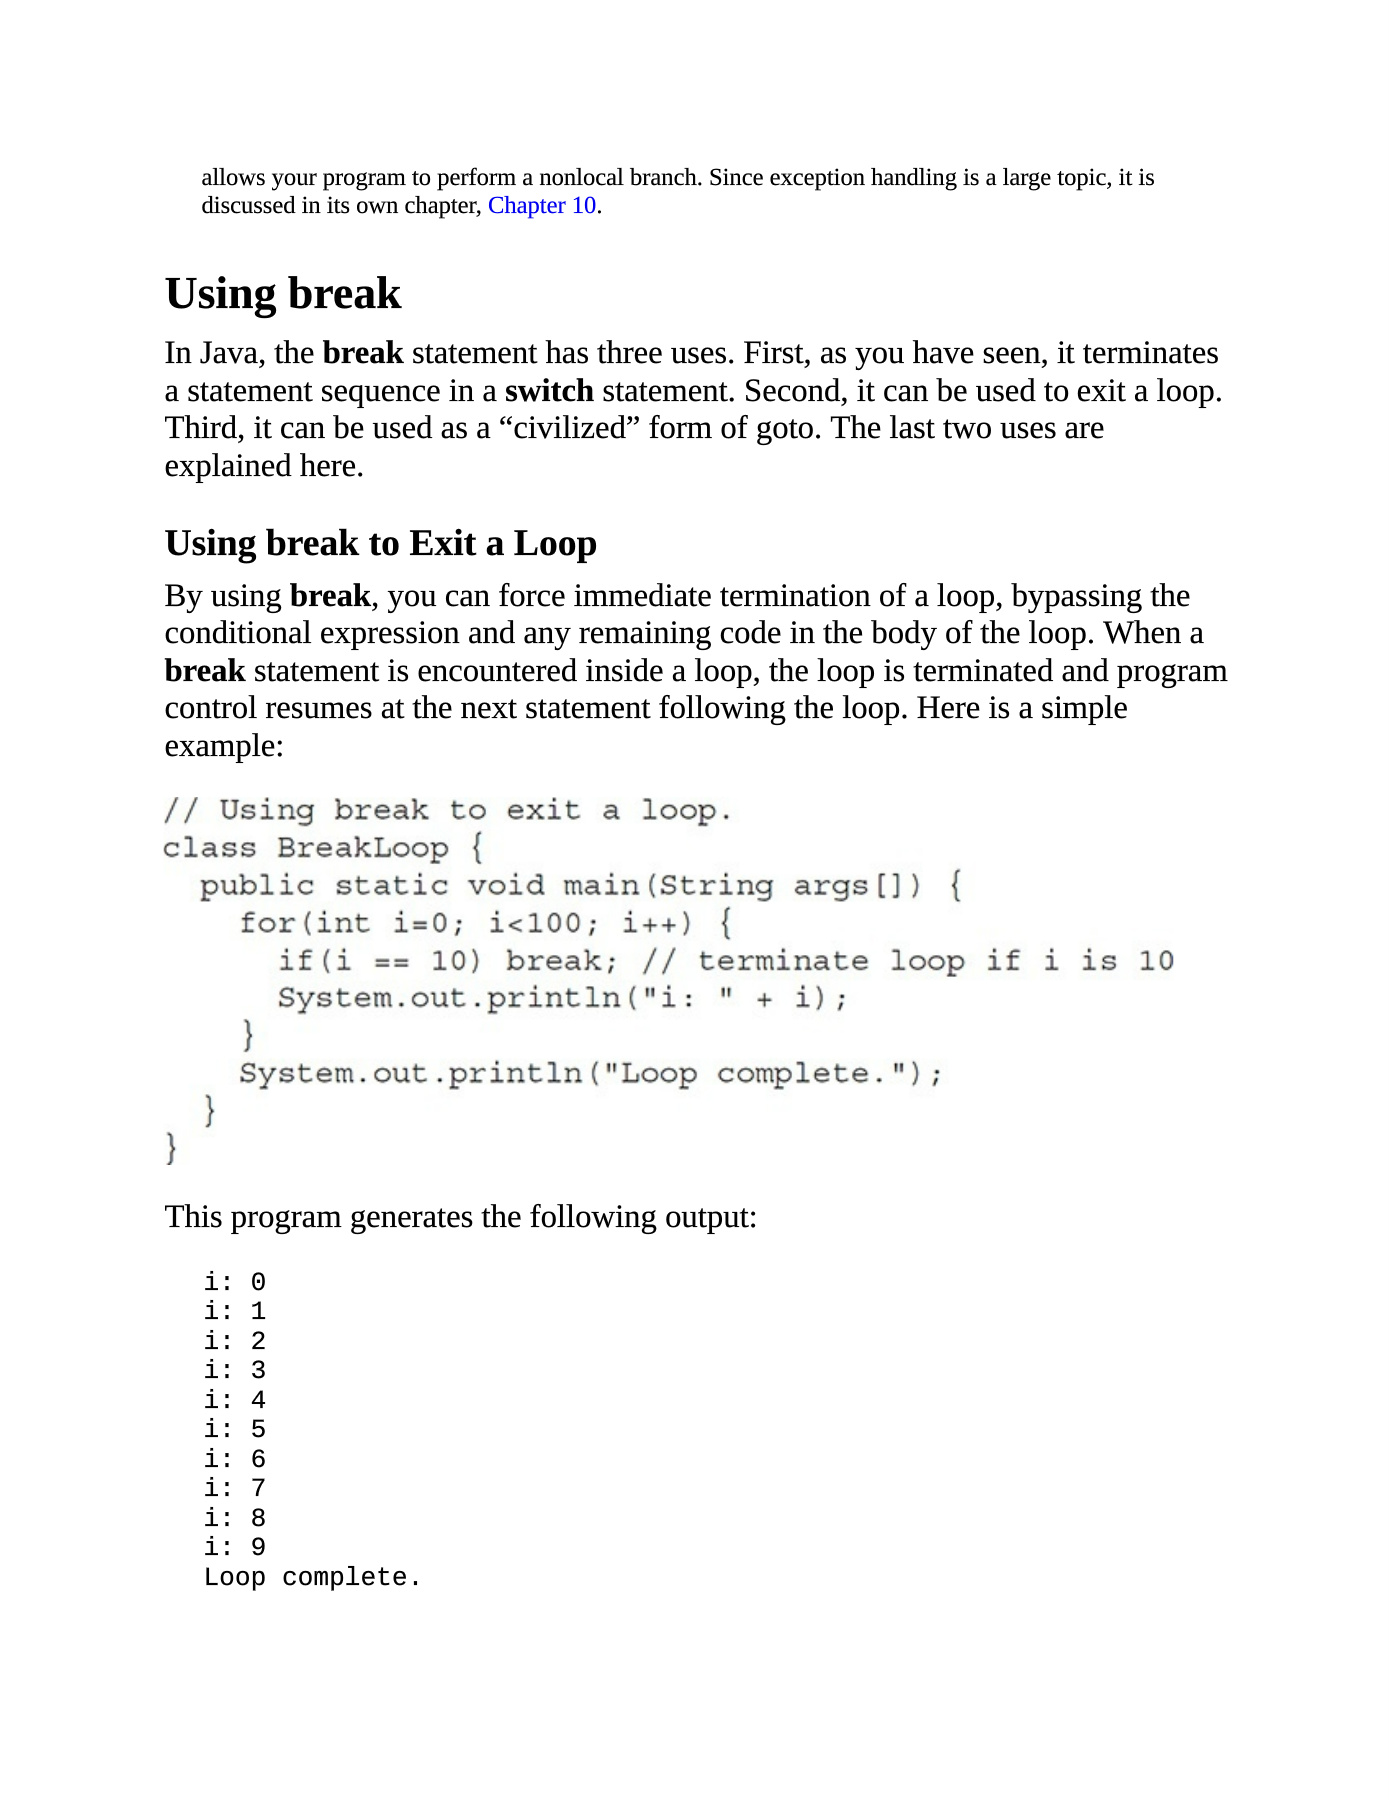 allows your program to perform a nonlocal branch. Since exception handling is a large topic, it is
discussed in its own chapter, Chapter 10.
Using break
In Java, the break statement has three uses. First, as you have seen, it terminates
a statement sequence in a switch statement. Second, it can be used to exit a loop.
Third, it can be used as a “civilized” form of goto. The last two uses are
explained here.
Using break to Exit a Loop
By using break, you can force immediate termination of a loop, bypassing the
conditional expression and any remaining code in the body of the loop. When a
break statement is encountered inside a loop, the loop is terminated and program
control resumes at the next statement following the loop. Here is a simple
example:
// Using break to exit a loop.
class BreakLoop {
  public static void main(String args[]) {
    for(int i=0; i<100; i++) {
      if(i == 10) break; // terminate loop if i is 10
      System.out.println("i: " + i);
    }
    System.out.println("Loop complete.");
  }
}
This program generates the following output:
i: 0
i: 1
i: 2
i: 3
i: 4
i: 5
i: 6
i: 7
i: 8
i: 9
Loop complete.